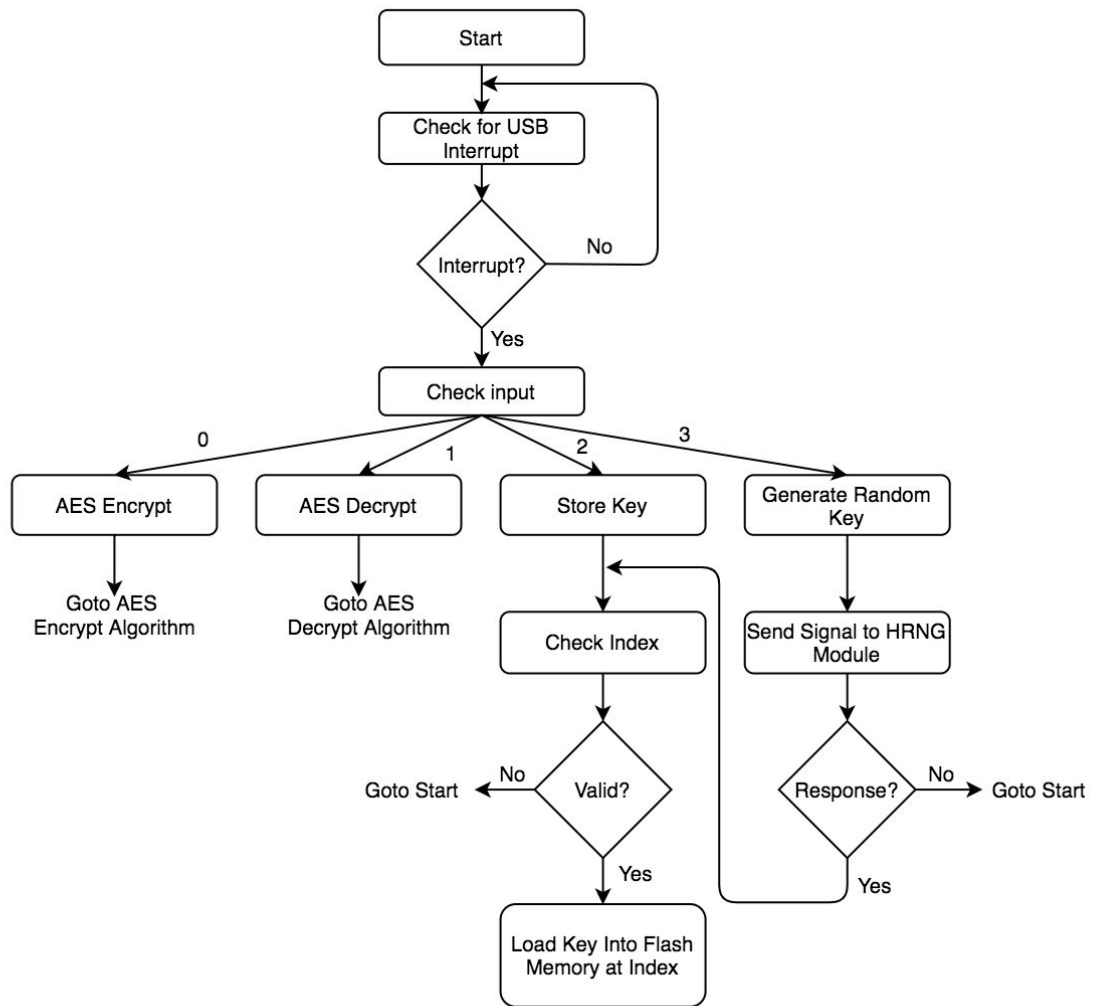 Start
Check for USB
Interrupt
Interrupt?
No
Yes
Check input
0
1
2
3
AES Encrypt
AES Decrypt
Store Key
Generate Random
Key
Goto AES
Encrypt Algorithm
Goto AES
Decrypt Algorithm
Check Index
Send Signal to HRNG
Module
Goto Start
No
Valid?
Response?
No
Goto Start
Yes
Yes
Load Key Into Flash
Memory at Index